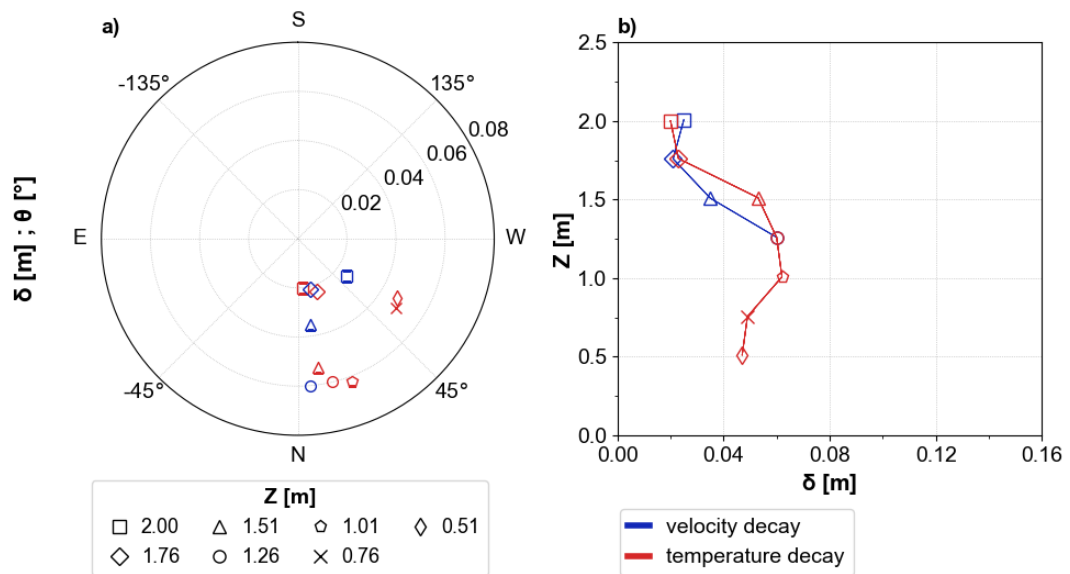 a)
S
-135°
135°
0.08
0.06
0.04
0.02
E
W
δ [m] ; θ [°]
-45°
45°
N
Z [m]
2.00
1.51
1.01
0.51
1.76
1.26
0.76
b)
2.5
2.0
1.5
1.0
0.5
0.0
Z [m]
0.00
0.04
0.08
0.12
0.16
δ [m]
velocity decay
temperature decay